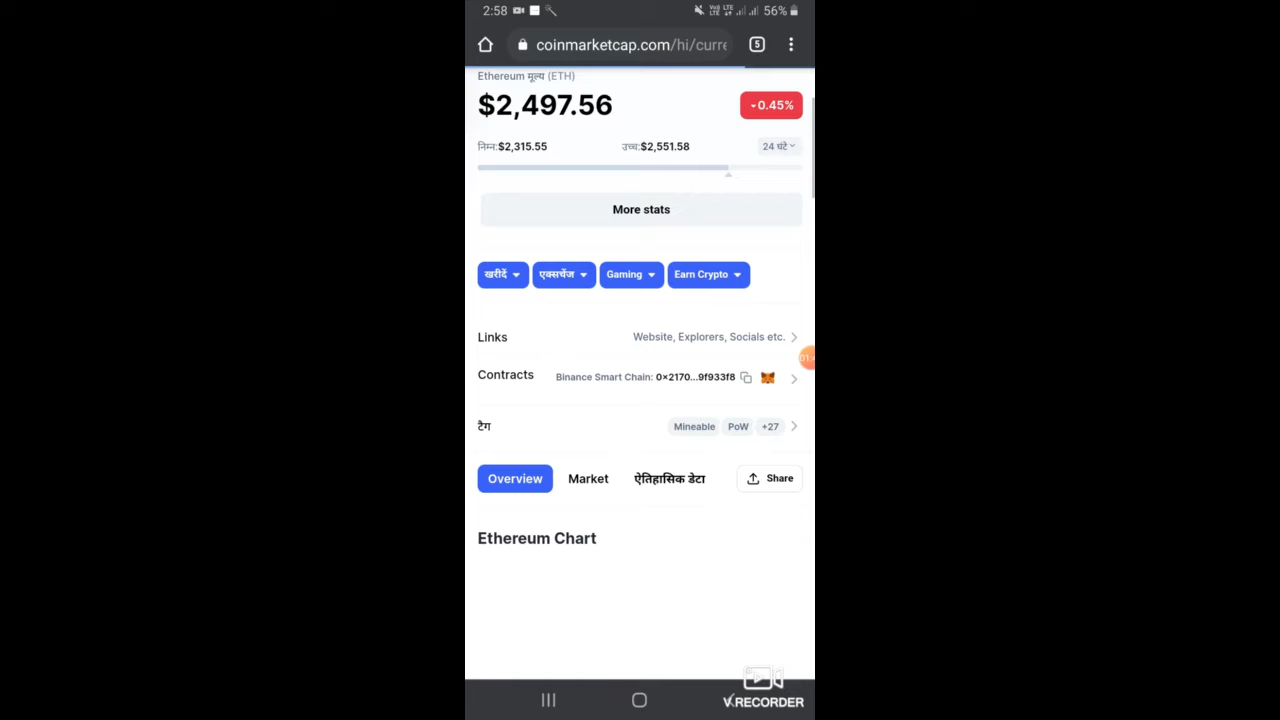 2:58 56%
coinmarketcap.com/hi/curre 5
Ethereum मूल्य (ETH)
$2,497.56 0.45%
निम्न:$2,315.55 उच्च:$2,551.58 24 घंटे
More stats
खरीदें एक्सचेंज Gaming Earn Crypto
Links Website, Explorers, Socials etc.
Contracts Binance Smart Chain: 0x2170...9f933f8
टैग Mineable PoW +27
Overview Market ऐतिहासिक डेटा Share
Ethereum Chart
VRECORDER